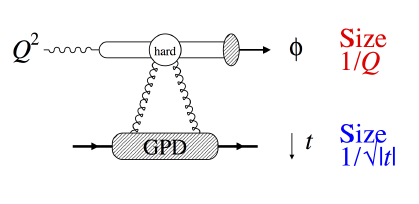 Q² hard ϕ Size
1/Q
GPD t Size
1/√|t|